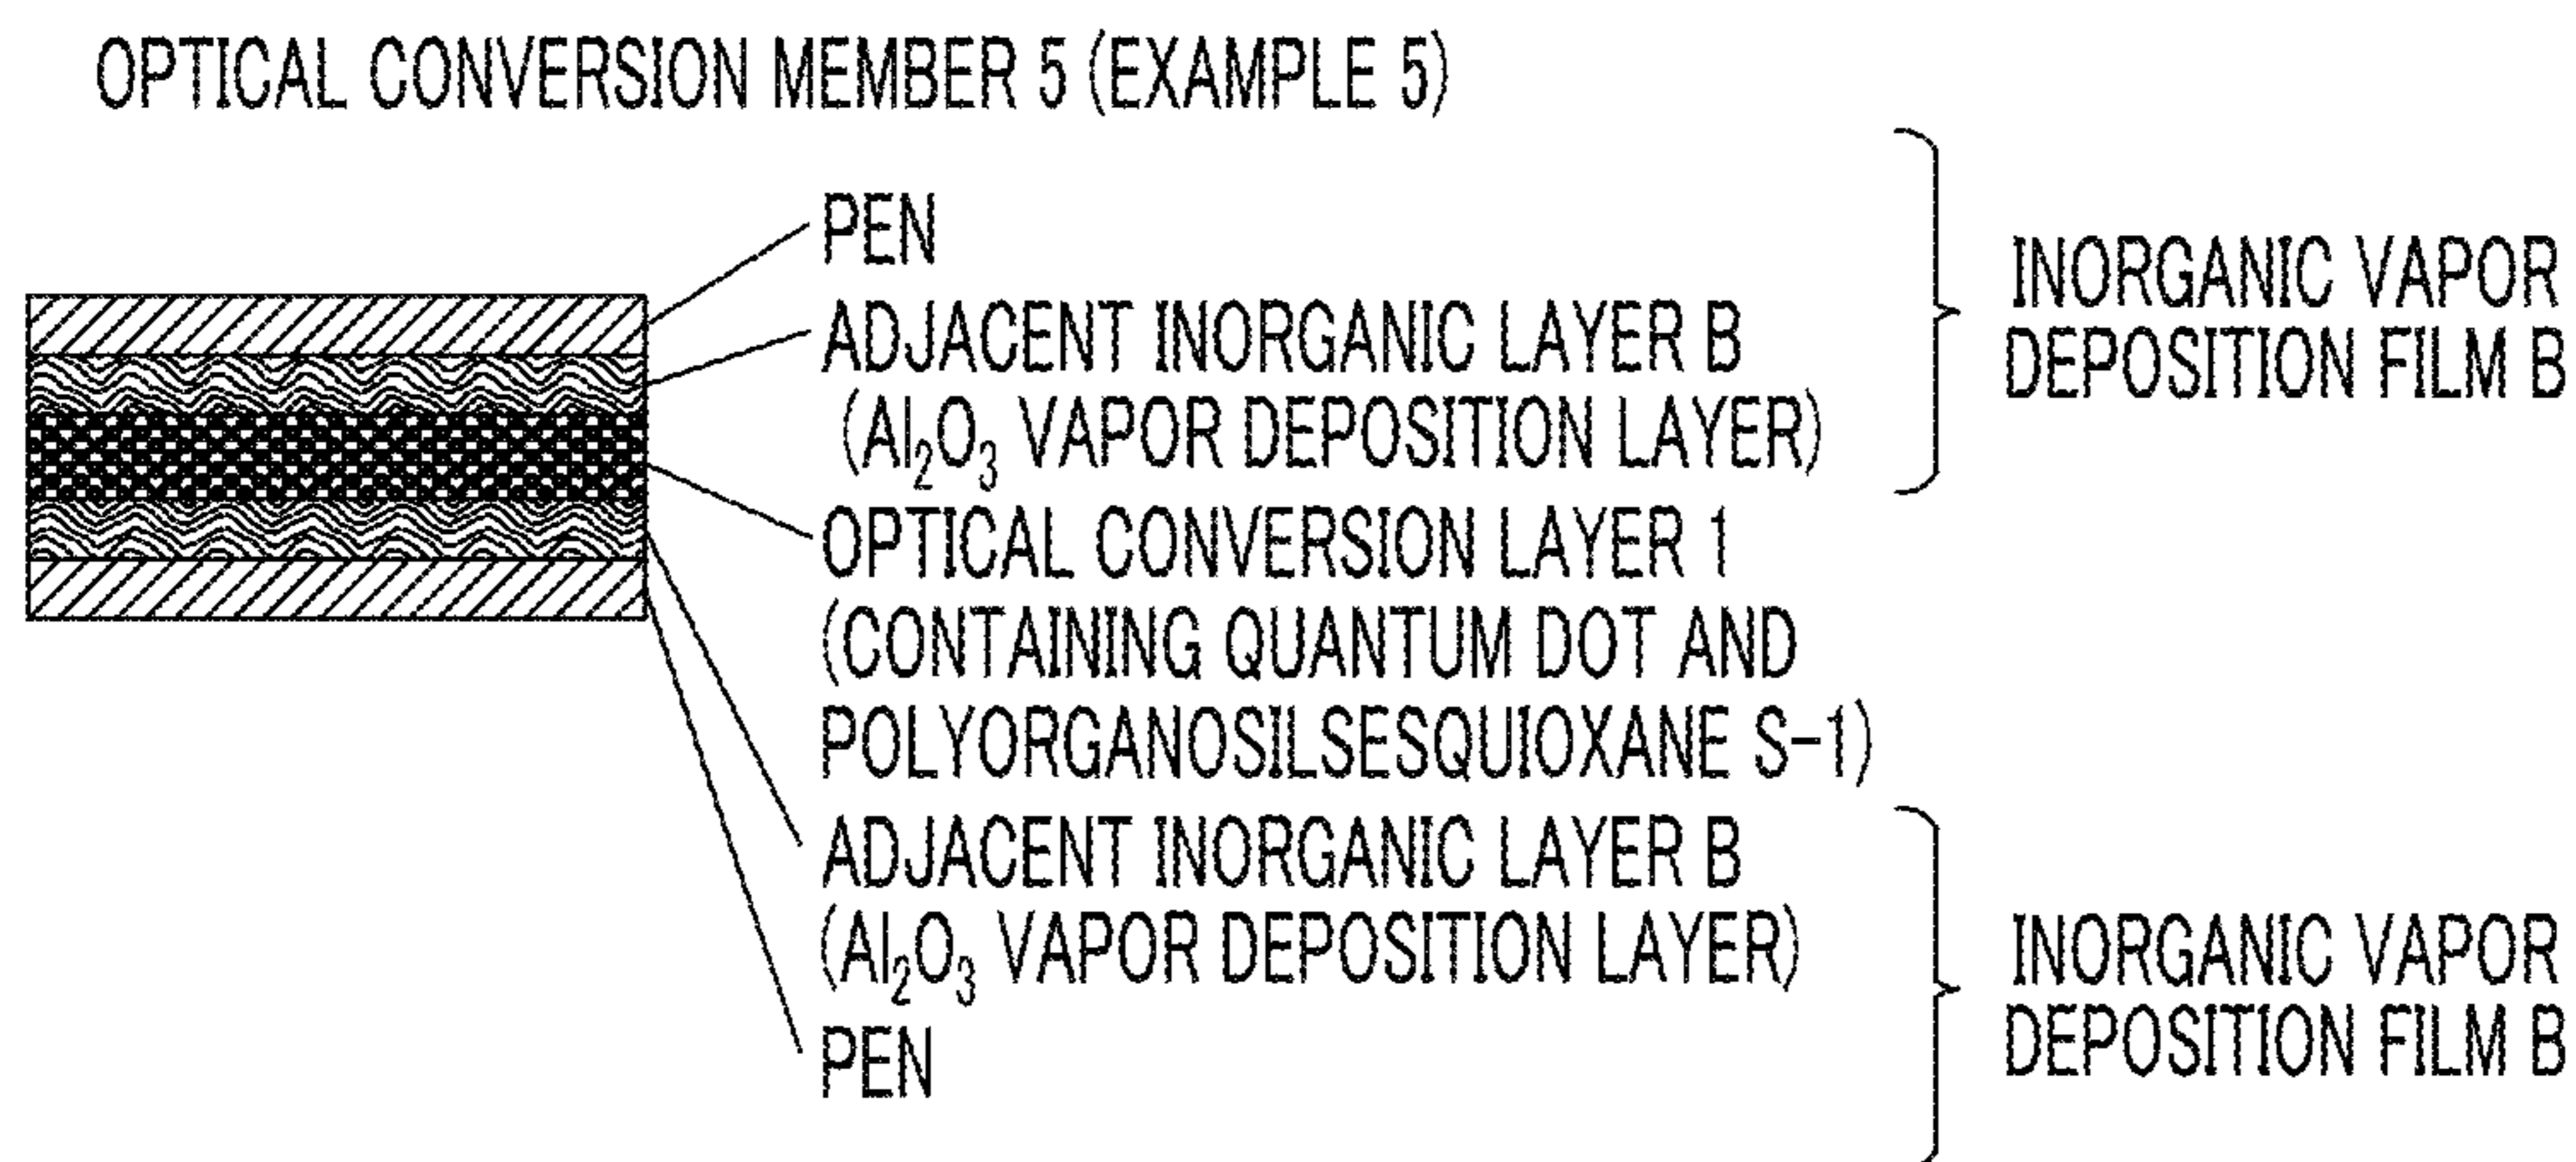 OPTICAL CONVERSION MEMBER 5 (EXAMPLE 5)
PEN
ADJACENT INORGANIC LAYER B
(Al₂O₃ VAPOR DEPOSITION LAYER)
INORGANIC VAPOR
DEPOSITION FILM B
OPTICAL CONVERSION LAYER 1
(CONTAINING QUANTUM DOT AND
POLYORGANOSILSESQUIOXANE S-1)
ADJACENT INORGANIC LAYER B
(Al₂O₃ VAPOR DEPOSITION LAYER)
PEN
INORGANIC VAPOR
DEPOSITION FILM B